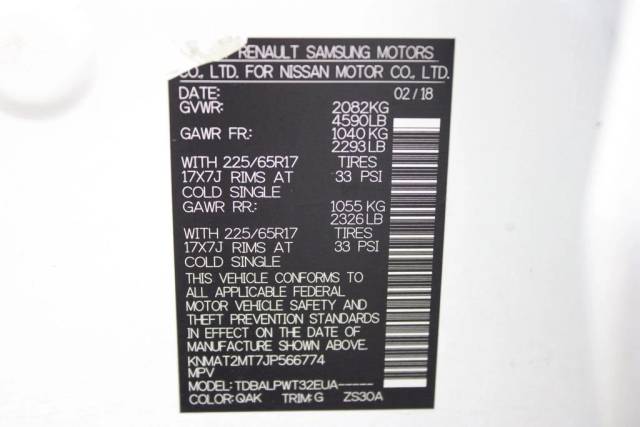 RENAULT SAMSUNG MOTORS
CO., LTD. FOR NISSAN MOTOR CO., LTD.
DATE: 02/18
GVWR: 2082KG
4590LB
GAWR FR: 1040KG
2293LB
WITH 225/65R17 TIRES
17X7J RIMS AT 33 PSI
COLD SINGLE
GAWR RR: 1055 KG
2326LB
WITH 225/65R17 TIRES
17X7J RIMS AT 33 PSI
COLD SINGLE
THIS VEHICLE CONFORMS TO
ALL APPLICABLE FEDERAL
MOTOR VEHICLE SAFETY AND
THEFT PREVENTION STANDARDS
IN EFFECT ON THE DATE OF
MANUFACTURE SHOWN ABOVE.
KNMAT2MT7JP566774
MPV
MODEL: TDBALPWT32EUA-----
COLOR: QAK TRIM: G ZS30A